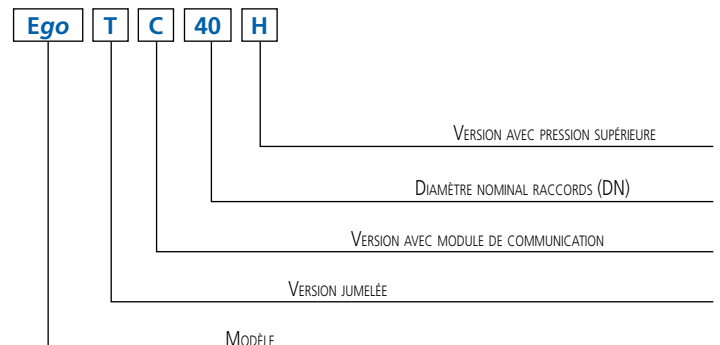 Ego T C 40 H
Version avec pression supérieure
Diamètre nominal raccords (DN)
Version avec module de communication
Version jumelée
Modèle